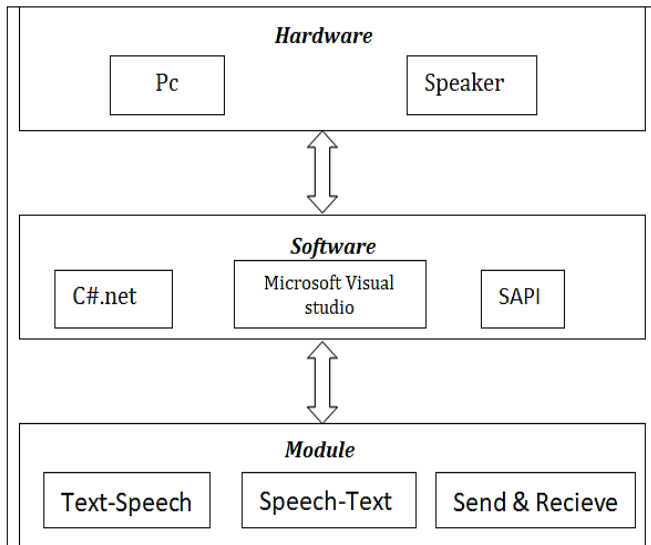 Hardware
Pc
Speaker
Software
C#.net
Microsoft Visual
studio
SAPI
Module
Text-Speech
Speech-Text
Send & Recieve